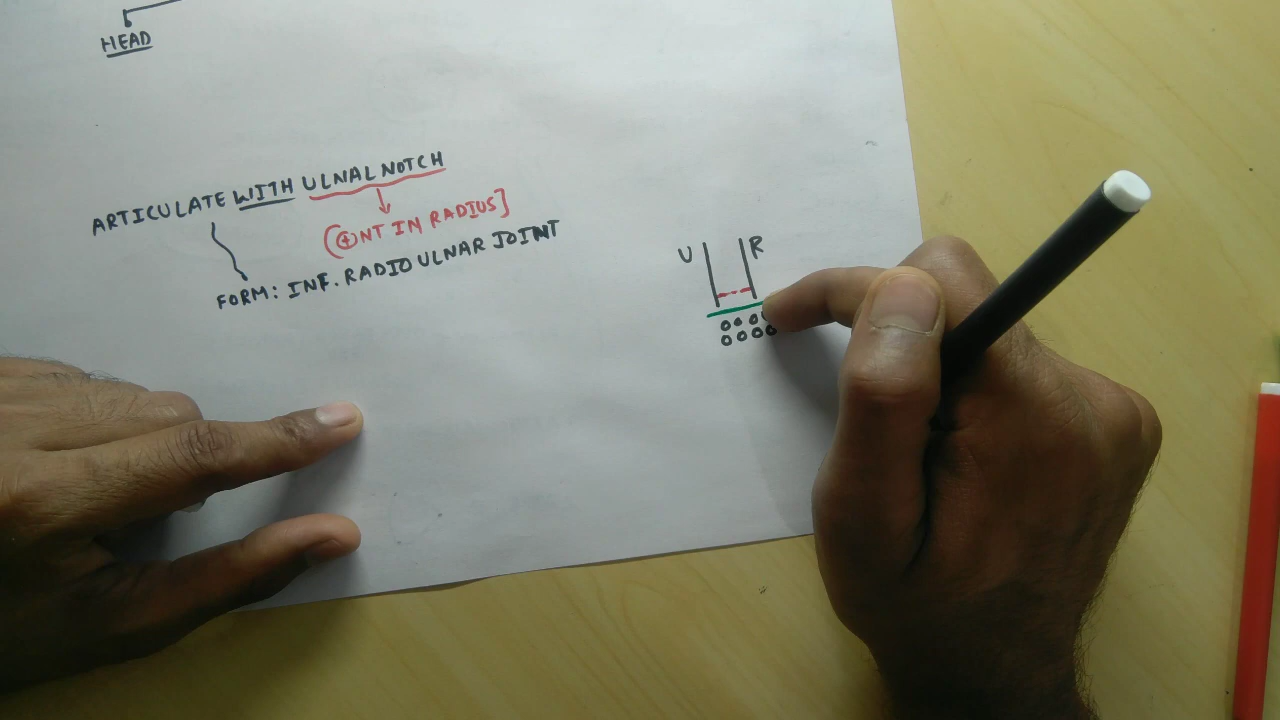 HEAD
ARTICULATE WITH ULNAL NOTCH
(+NT IN RADIUS]
FORM: INF. RADIO ULNAR JOINT
U R